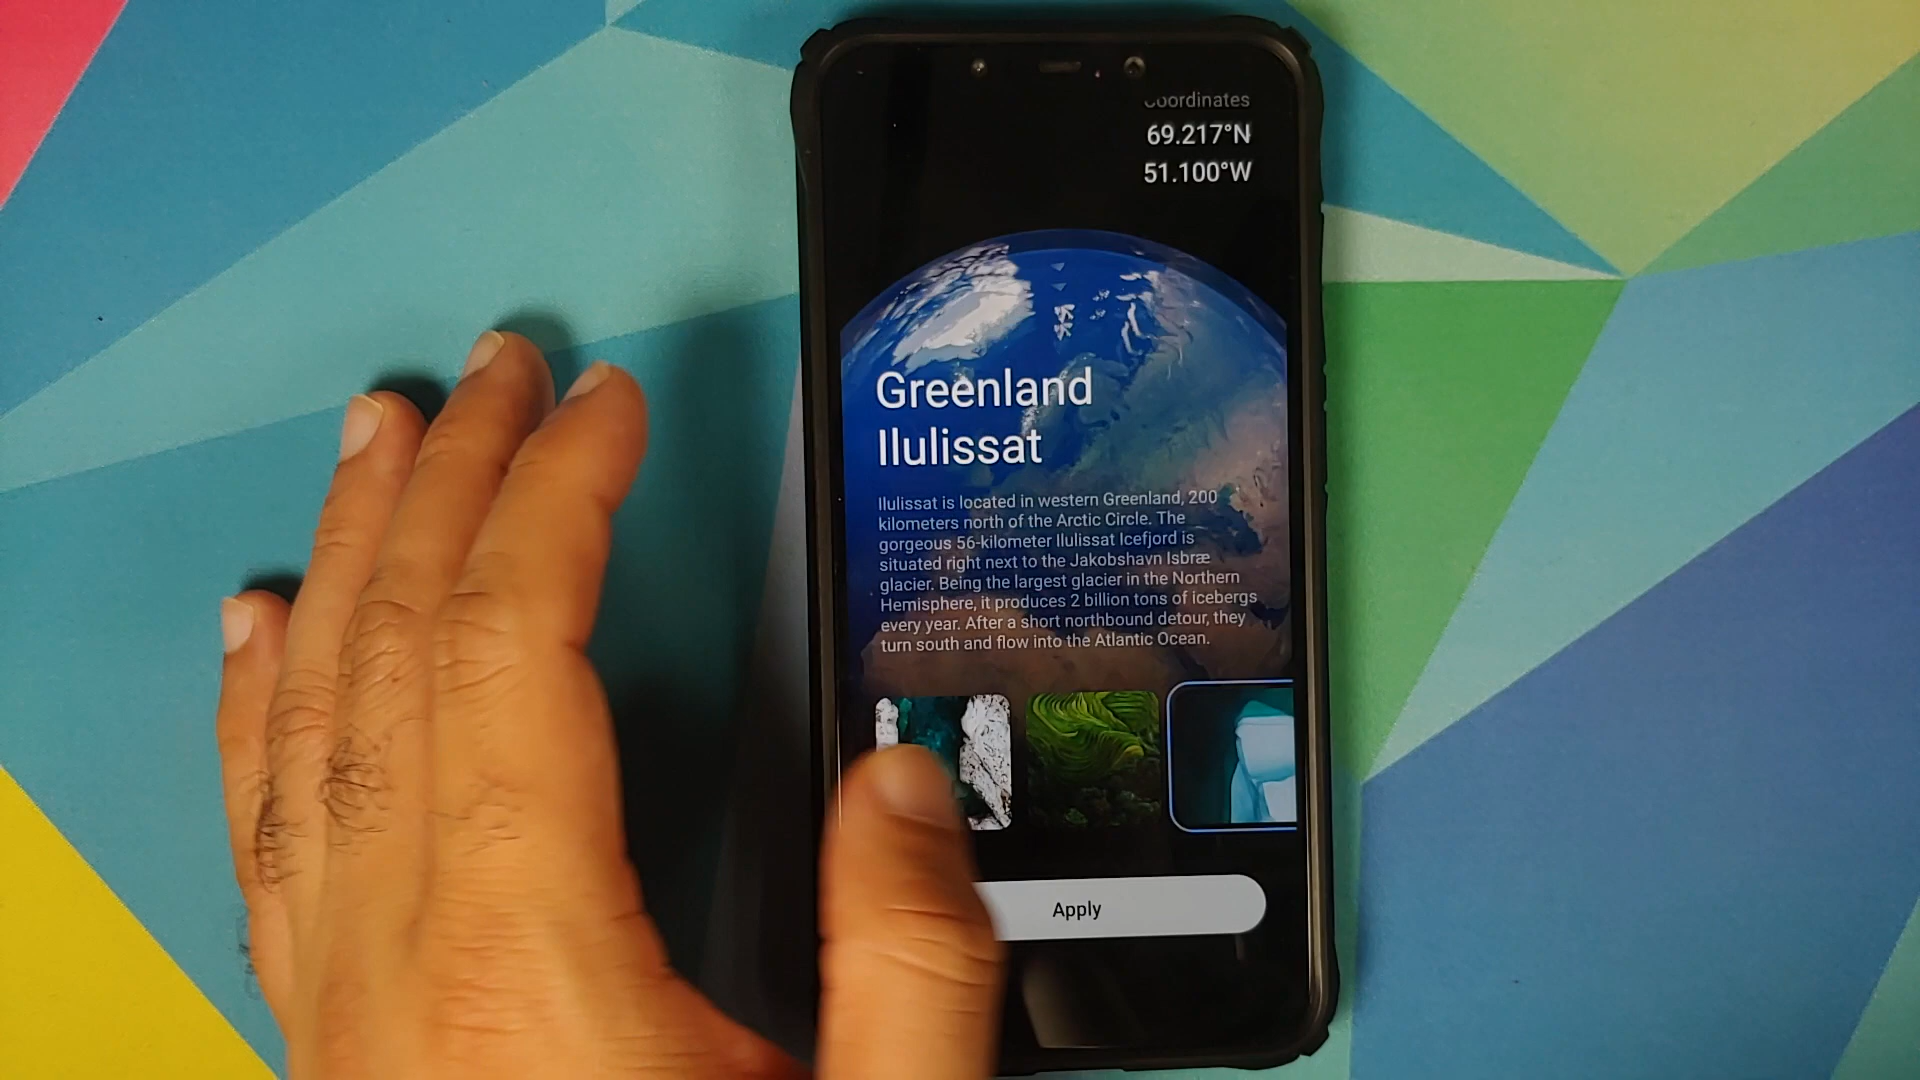 Coordinates
69.217°N
51.100°W
Greenland
Ilulissat
Ilulissat is located in western Greenland, 200
kilometers north of the Arctic Circle. The
gorgeous 56-kilometer Ilulissat Icefjord is
situated right next to the Jakobshavn Isbræ
glacier. Being the largest glacier in the Northern
Hemisphere, it produces 2 billion tons of icebergs
every year. After a short northbound detour, they
turn south and flow into the Atlantic Ocean.
Apply